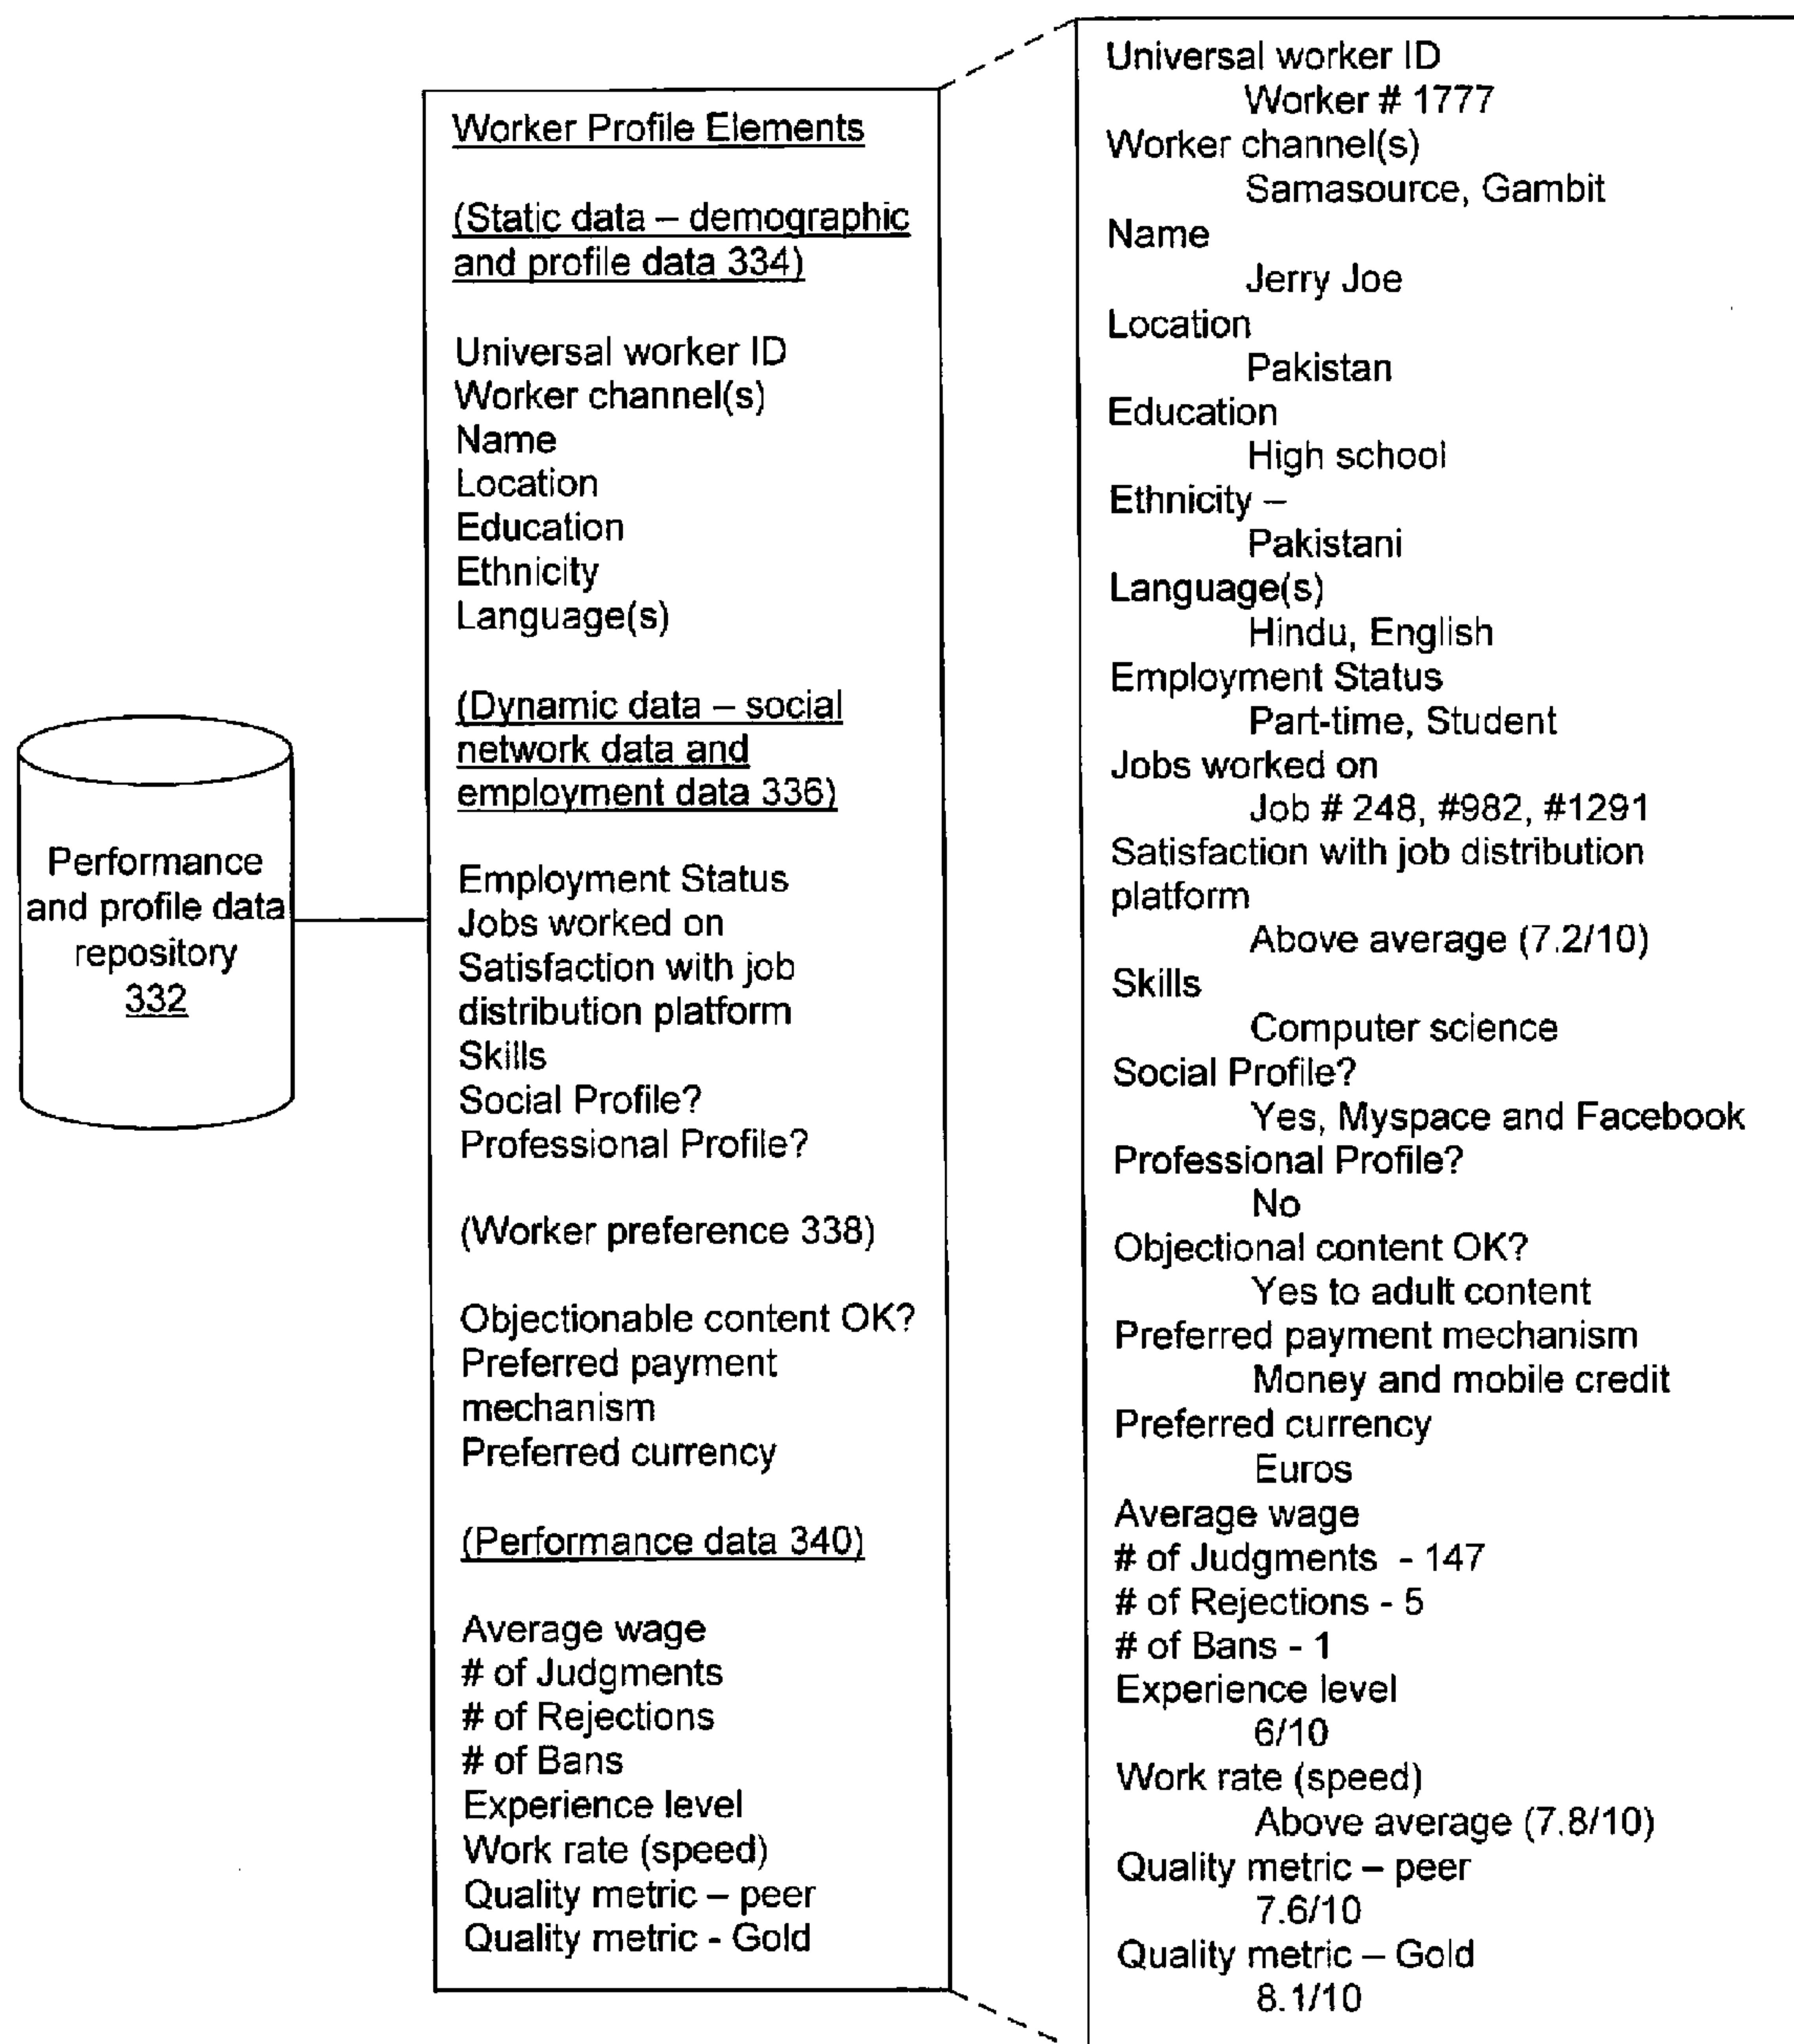 Performance
and profile data
repository
332
Worker Profile Elements
(Static data – demographic
and profile data 334)
Universal worker ID
Worker channel(s)
Name
Location
Education
Ethnicity
Language(s)
(Dynamic data – social
network data and
employment data 336)
Employment Status
Jobs worked on
Satisfaction with job
distribution platform
Skills
Social Profile?
Professional Profile?
(Worker preference 338)
Objectionable content OK?
Preferred payment
mechanism
Preferred currency
(Performance data 340)
Average wage
# of Judgments
# of Rejections
# of Bans
Experience level
Work rate (speed)
Quality metric – peer
Quality metric - Gold
Universal worker ID
Worker # 1777
Worker channel(s)
Samasource, Gambit
Name
Jerry Joe
Location
Pakistan
Education
High school
Ethnicity –
Pakistani
Language(s)
Hindu, English
Employment Status
Part-time, Student
Jobs worked on
Job # 248, #982, #1291
Satisfaction with job distribution
platform
Above average (7.2/10)
Skills
Computer science
Social Profile?
Yes, Myspace and Facebook
Professional Profile?
No
Objectional content OK?
Yes to adult content
Preferred payment mechanism
Money and mobile credit
Preferred currency
Euros
Average wage
# of Judgments - 147
# of Rejections - 5
# of Bans - 1
Experience level
6/10
Work rate (speed)
Above average (7.8/10)
Quality metric – peer
7.6/10
Quality metric – Gold
8.1/10